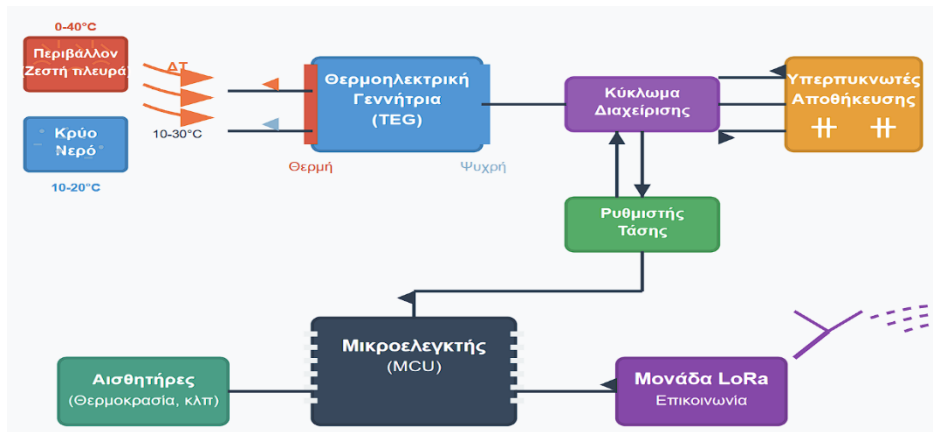 0-40°C
Περιβάλλον
(Ζεστή πλευρά)
ΔΤ
10-30°C
Κρύο
Νερό
10-20°C
Θερμοηλεκτρική
Γεννήτρια
(TEG)
Θερμή
Ψυχρή
Κύκλωμα
Διαχείρισης
Υπερπυκνωτές
Αποθήκευσης
Ρυθμιστής
Τάσης
Μικροελεγκτής
(MCU)
Αισθητήρες
(Θερμοκρασία, κλπ)
Μονάδα LoRa
Επικοινωνία